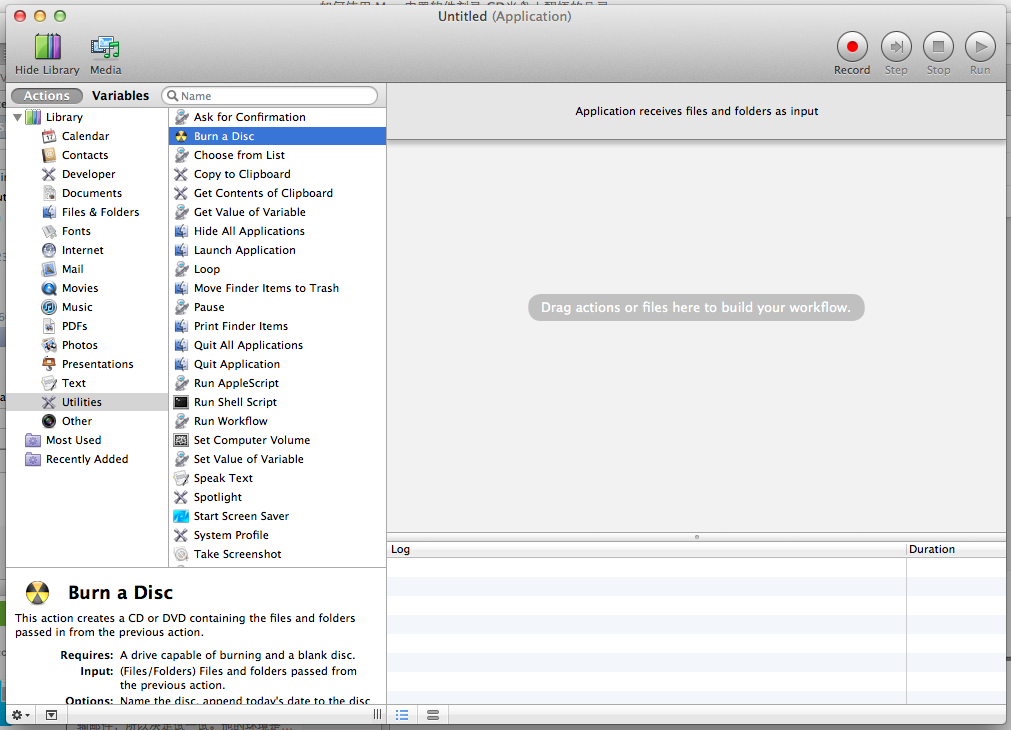 Untitled (Application)
Hide Library
Media
Record
Step
Stop
Run
Actions
Variables
Name
Application receives files and folders as input
Library
Calendar
Contacts
Developer
Documents
Files & Folders
Fonts
Internet
Mail
Movies
Music
PDFs
Photos
Presentations
Text
Utilities
Other
Most Used
Recently Added
Ask for Confirmation
Burn a Disc
Choose from List
Copy to Clipboard
Get Contents of Clipboard
Get Value of Variable
Hide All Applications
Launch Application
Loop
Move Finder Items to Trash
Pause
Print Finder Items
Quit All Applications
Quit Application
Run AppleScript
Run Shell Script
Run Workflow
Set Computer Volume
Set Value of Variable
Speak Text
Spotlight
Start Screen Saver
System Profile
Take Screenshot
Drag actions or files here to build your workflow.
Log
Duration
Burn a Disc
This action creates a CD or DVD containing the files and folders
passed in from the previous action.
Requires: A drive capable of burning and a blank disc.
Input: (Files/Folders) Files and folders passed from
the previous action.
Options: Name the disc, append today's date to the disc